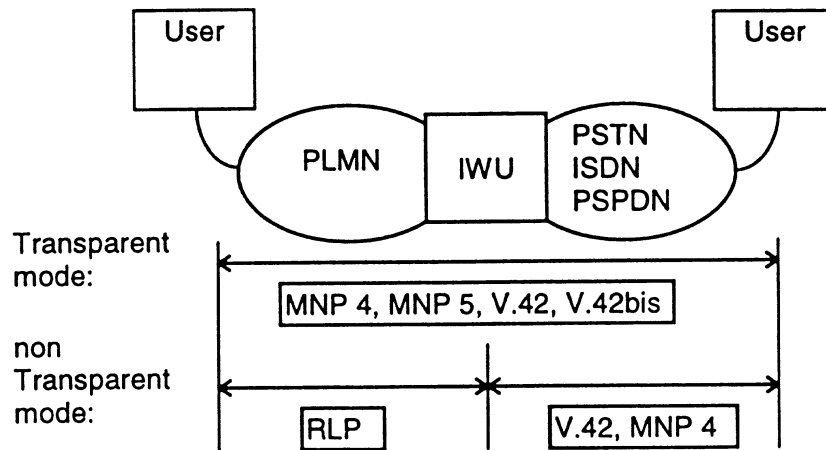 User
User
PLMN
IWU
PSTN
ISDN
PSPDN
Transparent
mode:
MNP 4, MNP 5, V.42, V.42bis
non
Transparent
mode:
RLP
V.42, MNP 4